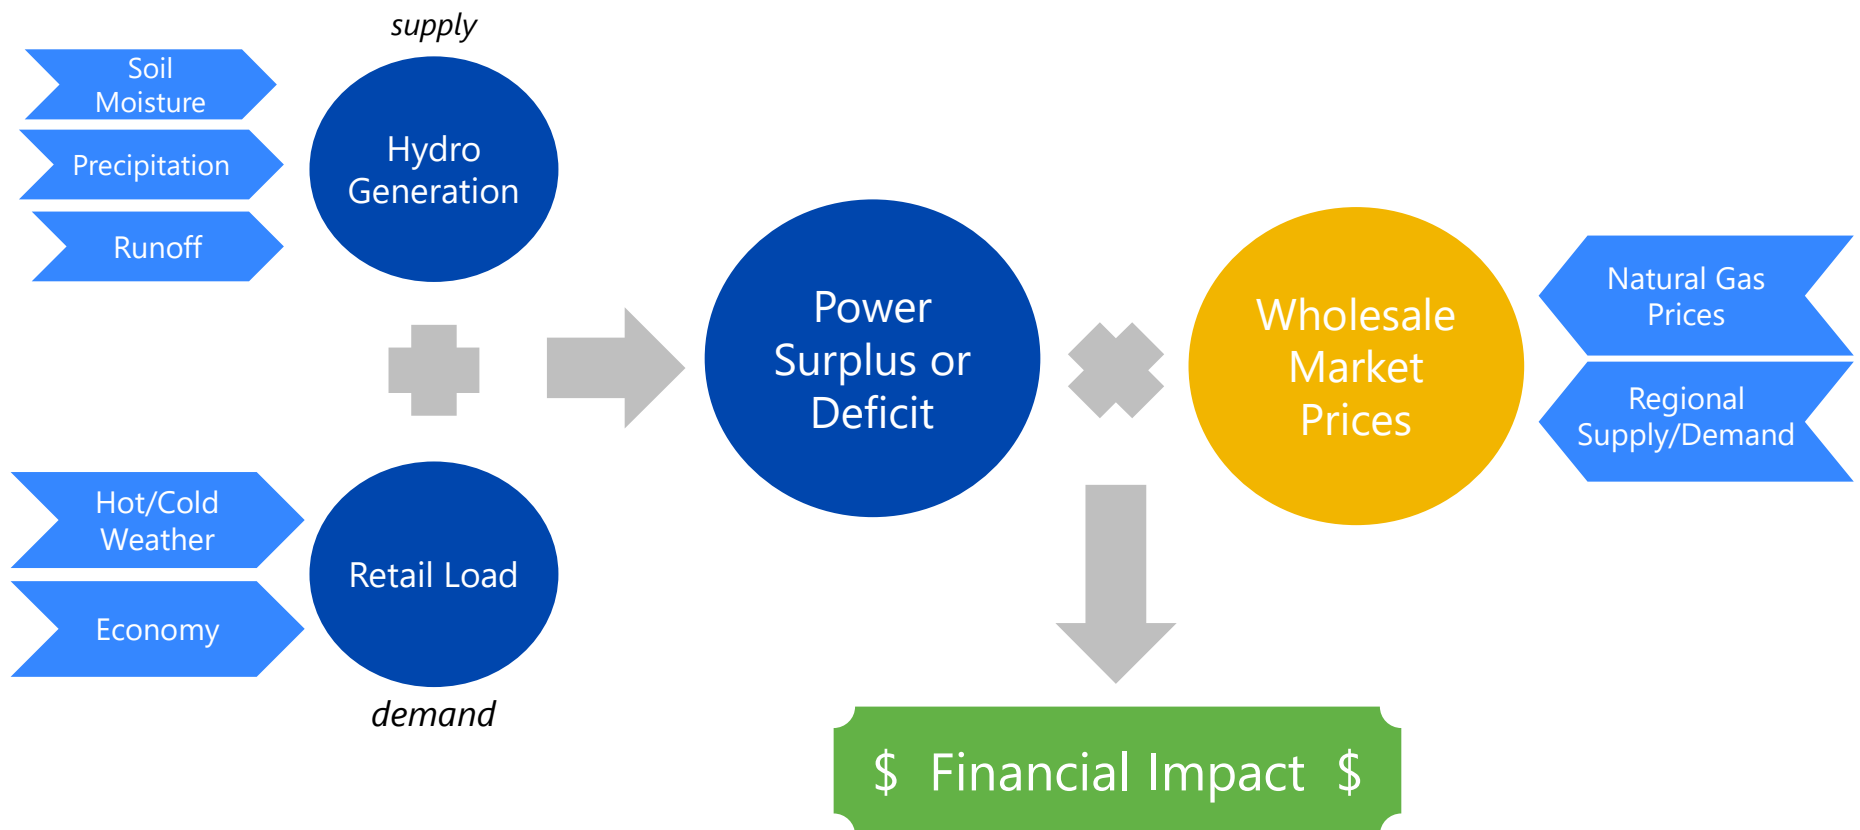 supply
Soil
Moisture
Precipitation
Runoff
Hydro
Generation
Hot/Cold
Weather
Economy
Retail Load
demand
Power
Surplus or
Deficit
Wholesale
Market
Prices
Natural Gas
Prices
Regional
Supply/Demand
$ Financial Impact $